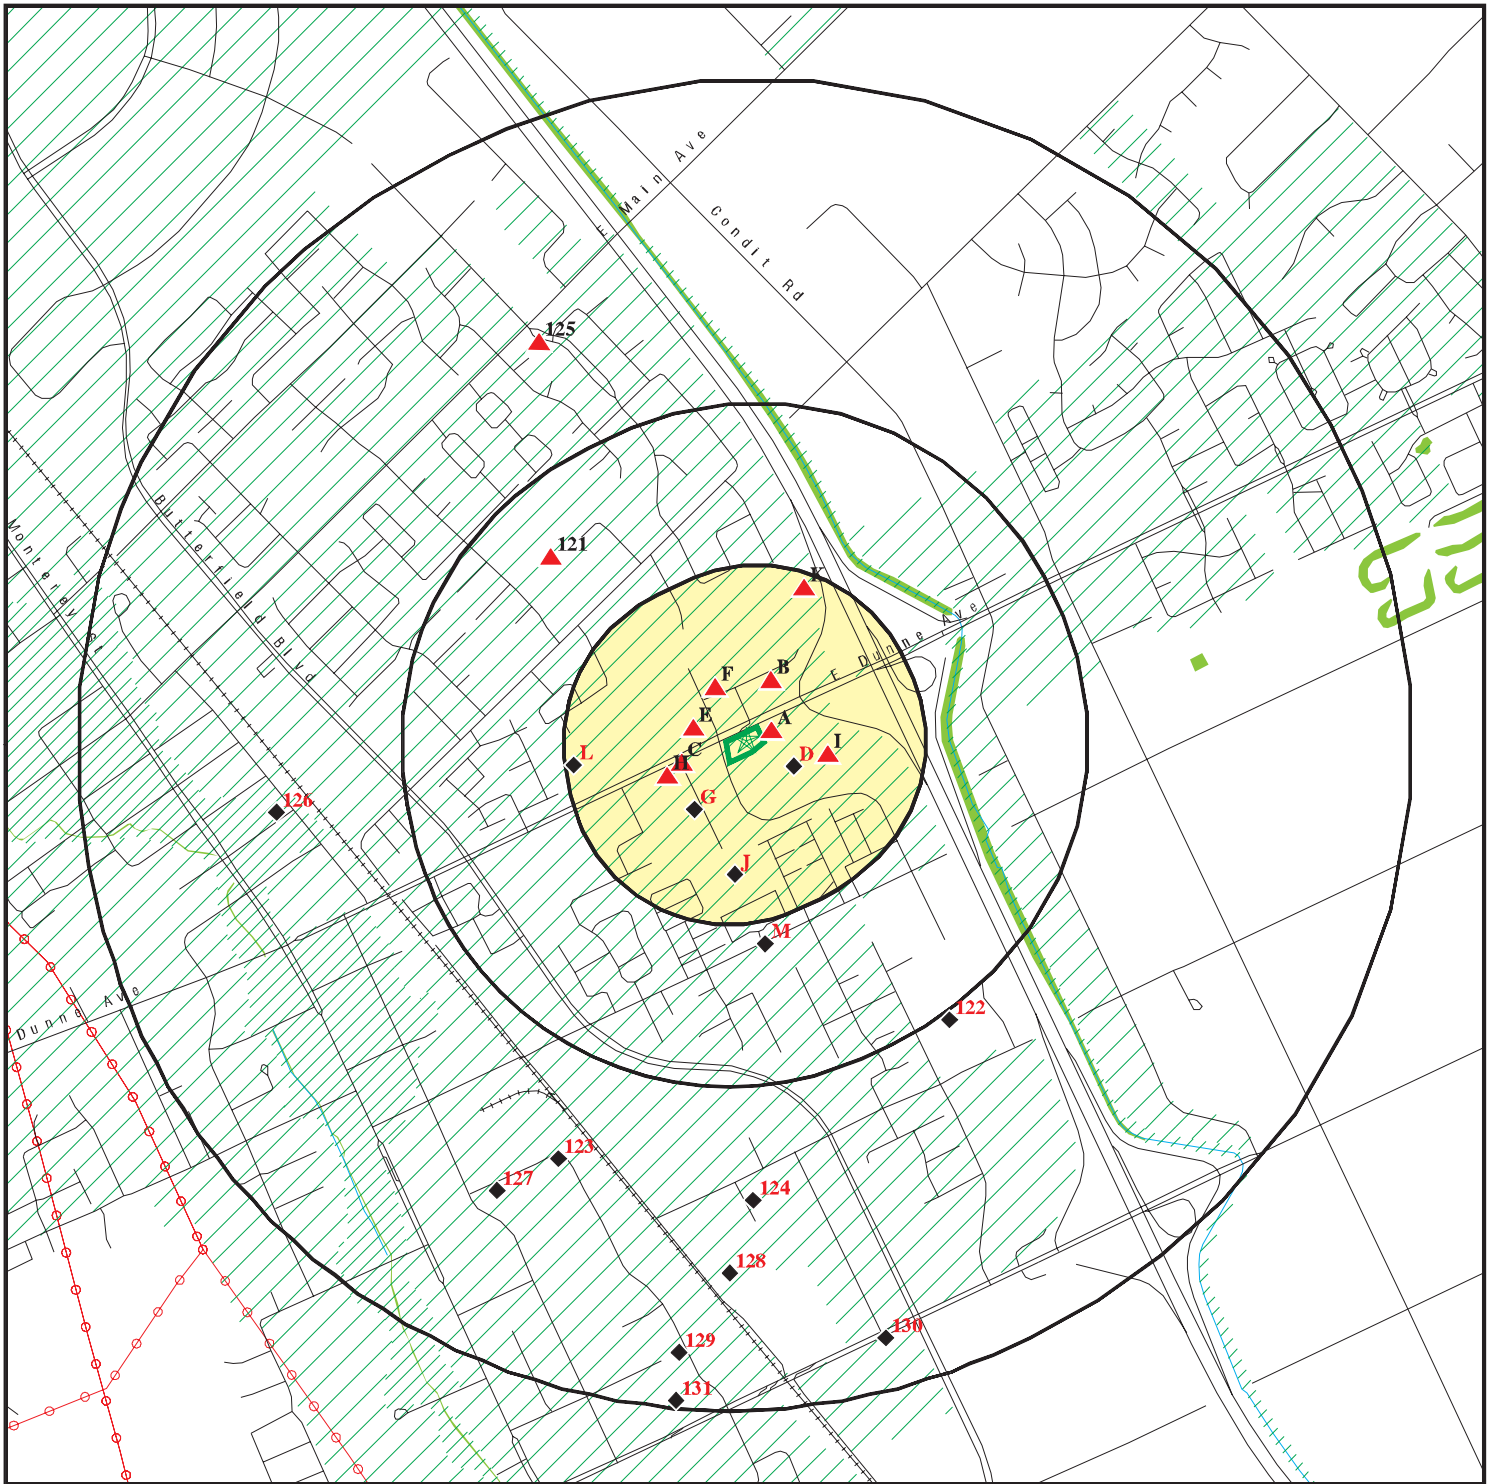 E Main Ave
Condit Rd
125
121
Butterfield Blvd
Monterey St
K
E Dunne Ave
F
B
E
A
L
C
H
D
I
126
G
J
M
Dunne Ave
122
123
127
124
128
130
129
131